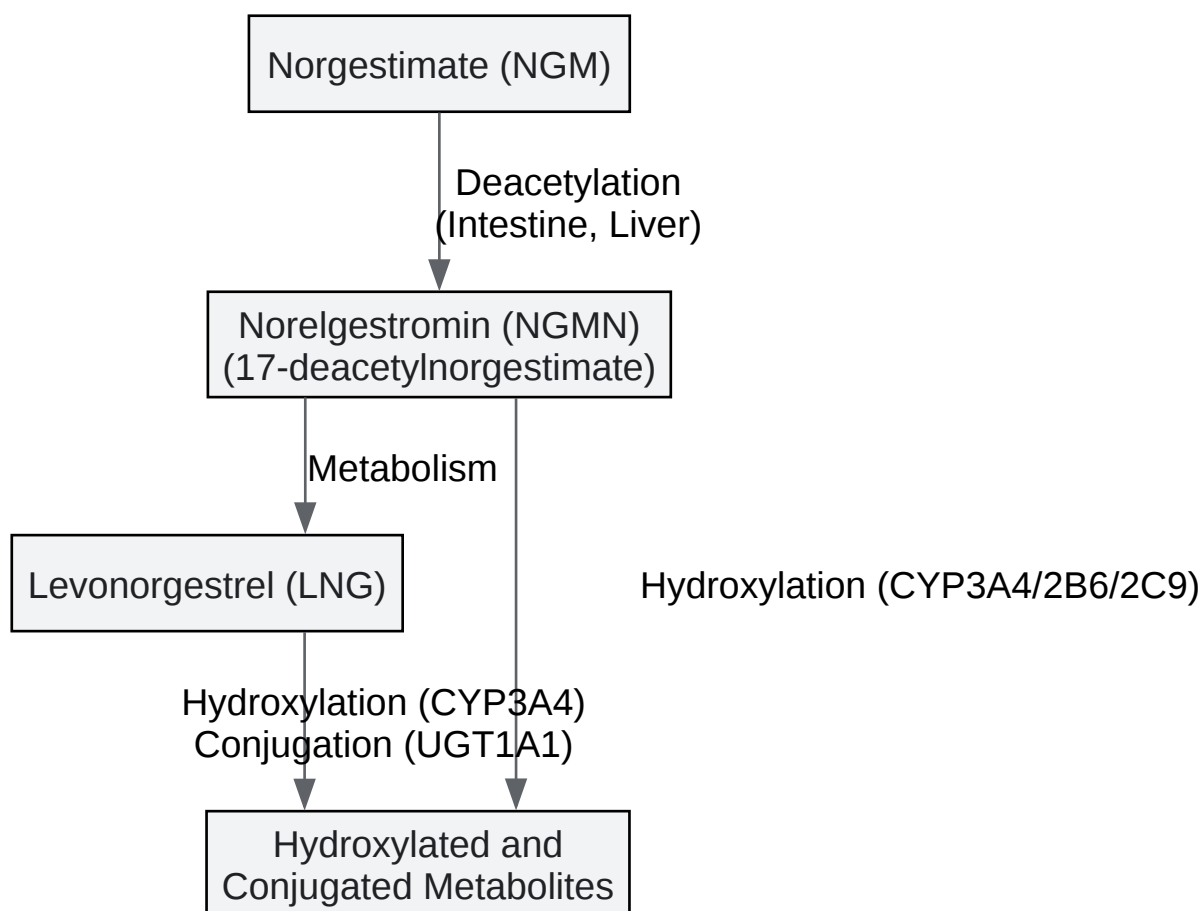 Norgestimate (NGM)
Deacetylation
(Intestine, Liver)
Norelgestromin (NGMN)
(17-deacetylnorgestimate)
Metabolism
Levonorgestrel (LNG)
Hydroxylation (CYP3A4/2B6/2C9)
Hydroxylation (CYP3A4)
Conjugation (UGT1A1)
Hydroxylated and
Conjugated Metabolites